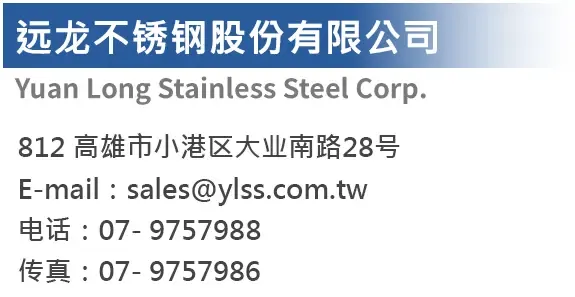 远龙不锈钢股份有限公司
Yuan Long Stainless Steel Corp.
812 高雄市小港区大业南路28号
E-mail：sales@ylss.com.tw
电话：07- 9757988
传真：07- 9757986